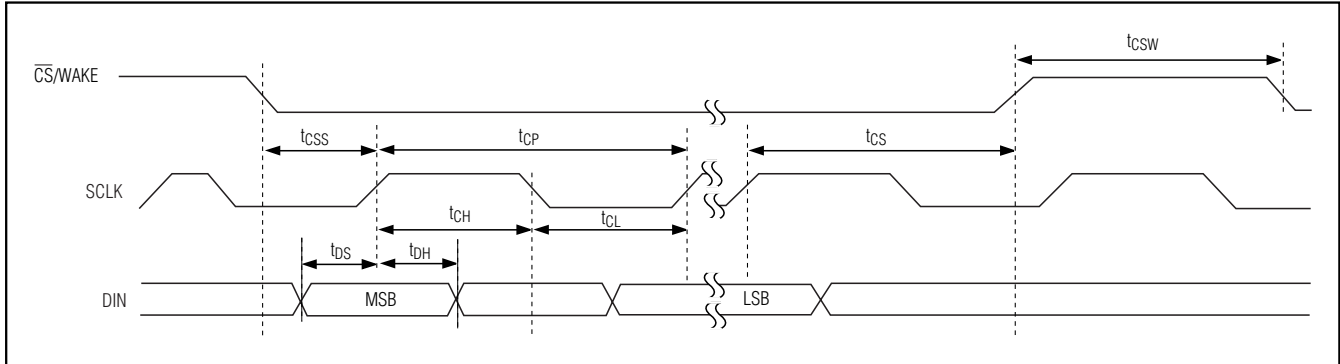 tCSW
CS/WAKE
tCSS
tCP
tCS
SCLK
tCH
tCL
tDS
tDH
DIN
MSB
LSB